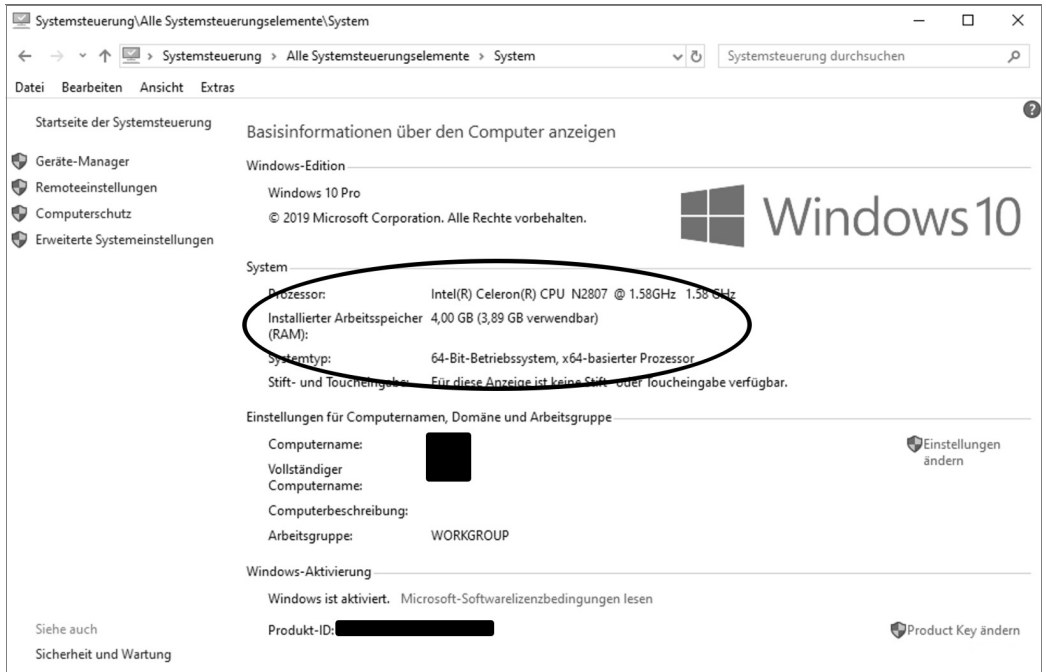 Systemsteuerung\Alle Systemsteuerungselemente\System
Systemsteuerung > Alle Systemsteuerungselemente > System
Systemsteuerung durchsuchen
Datei Bearbeiten Ansicht Extras
Startseite der Systemsteuerung
Geräte-Manager
Remoteeinstellungen
Computerschutz
Erweiterte Systemeinstellungen
Basisinformationen über den Computer anzeigen
Windows-Edition
Windows 10 Pro
© 2019 Microsoft Corporation. Alle Rechte vorbehalten.
Windows 10
System
Prozessor: Intel(R) Celeron(R) CPU N2807 @ 1.58GHz 1.58 GHz
Installierter Arbeitsspeicher 4,00 GB (3,89 GB verwendbar)
(RAM):
Systemtyp: 64-Bit-Betriebssystem, x64-basierter Prozessor
Stift- und Toucheingabe: Für diese Anzeige ist keine Stift- oder Toucheingabe verfügbar.
Einstellungen für Computernamen, Domäne und Arbeitsgruppe
Computername:
Vollständiger
Computername:
Computerbeschreibung:
Arbeitsgruppe: WORKGROUP
Einstellungen
ändern
Windows-Aktivierung
Windows ist aktiviert. Microsoft-Softwarelizenzbedingungen lesen
Produkt-ID:
Product Key ändern
Siehe auch
Sicherheit und Wartung